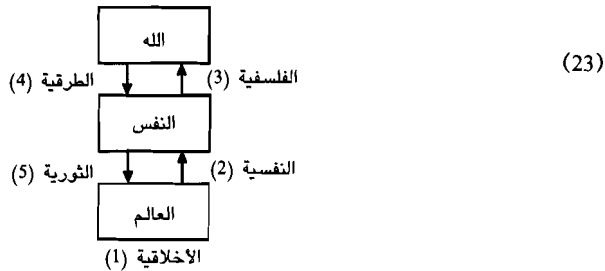 الله
(23)
الفلسفية (3) الطرقية (4)
النفس
النفسية (2) الثورية (5)
العالم
الأخلاقية (1)